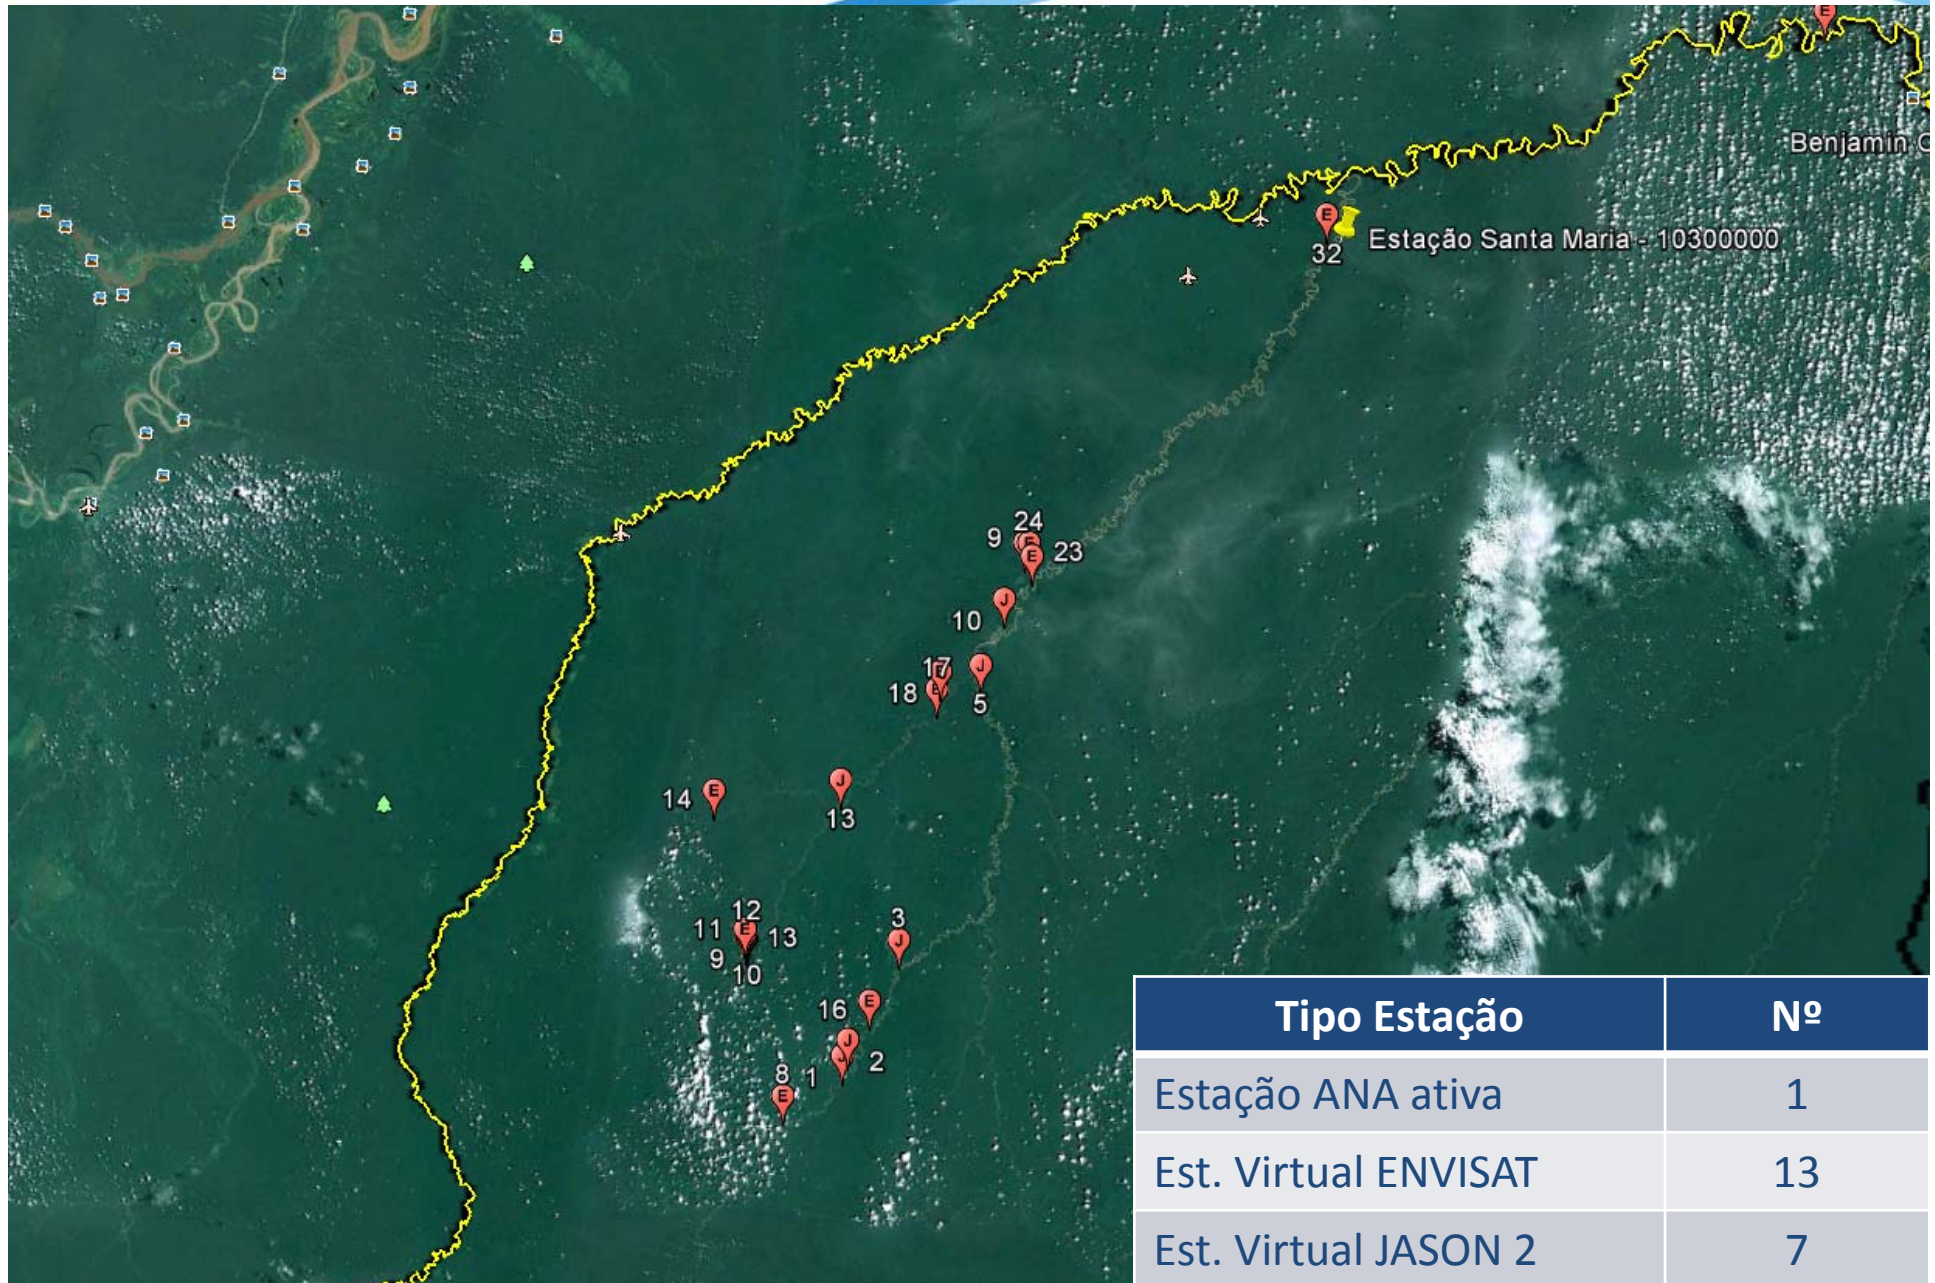 E
Benjamin C
E
Estação Santa Maria - 10300000
32
24
9 E
E 23
J
10
17 J
18 E
5
E J
14
13
12
11 E 13
9
10
3
J
E
16
J
J 2
8 1
E
Tipo Estação Nº
Estação ANA ativa 1
Est. Virtual ENVISAT 13
Est. Virtual JASON 2 7